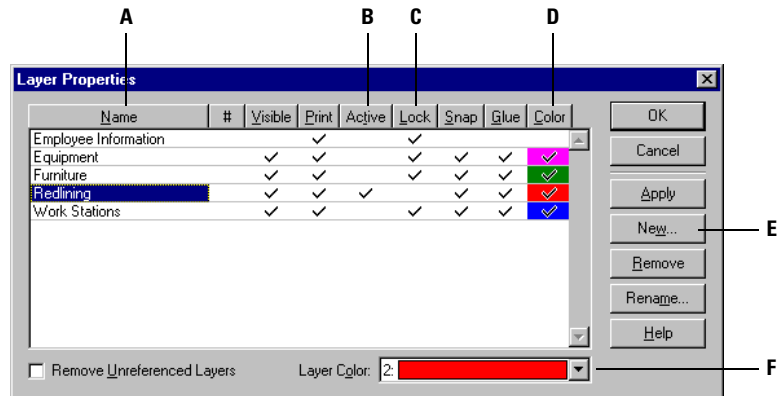 A B C D
Layer Properties
Name # Visible Print Active Lock Snap Glue Color
Employee Information
Equipment
Furniture
Redlining
Work Stations
OK
Cancel
Apply
New...
E
Remove
Rename...
Help
Remove Unreferenced Layers
Layer Color: 2:
F